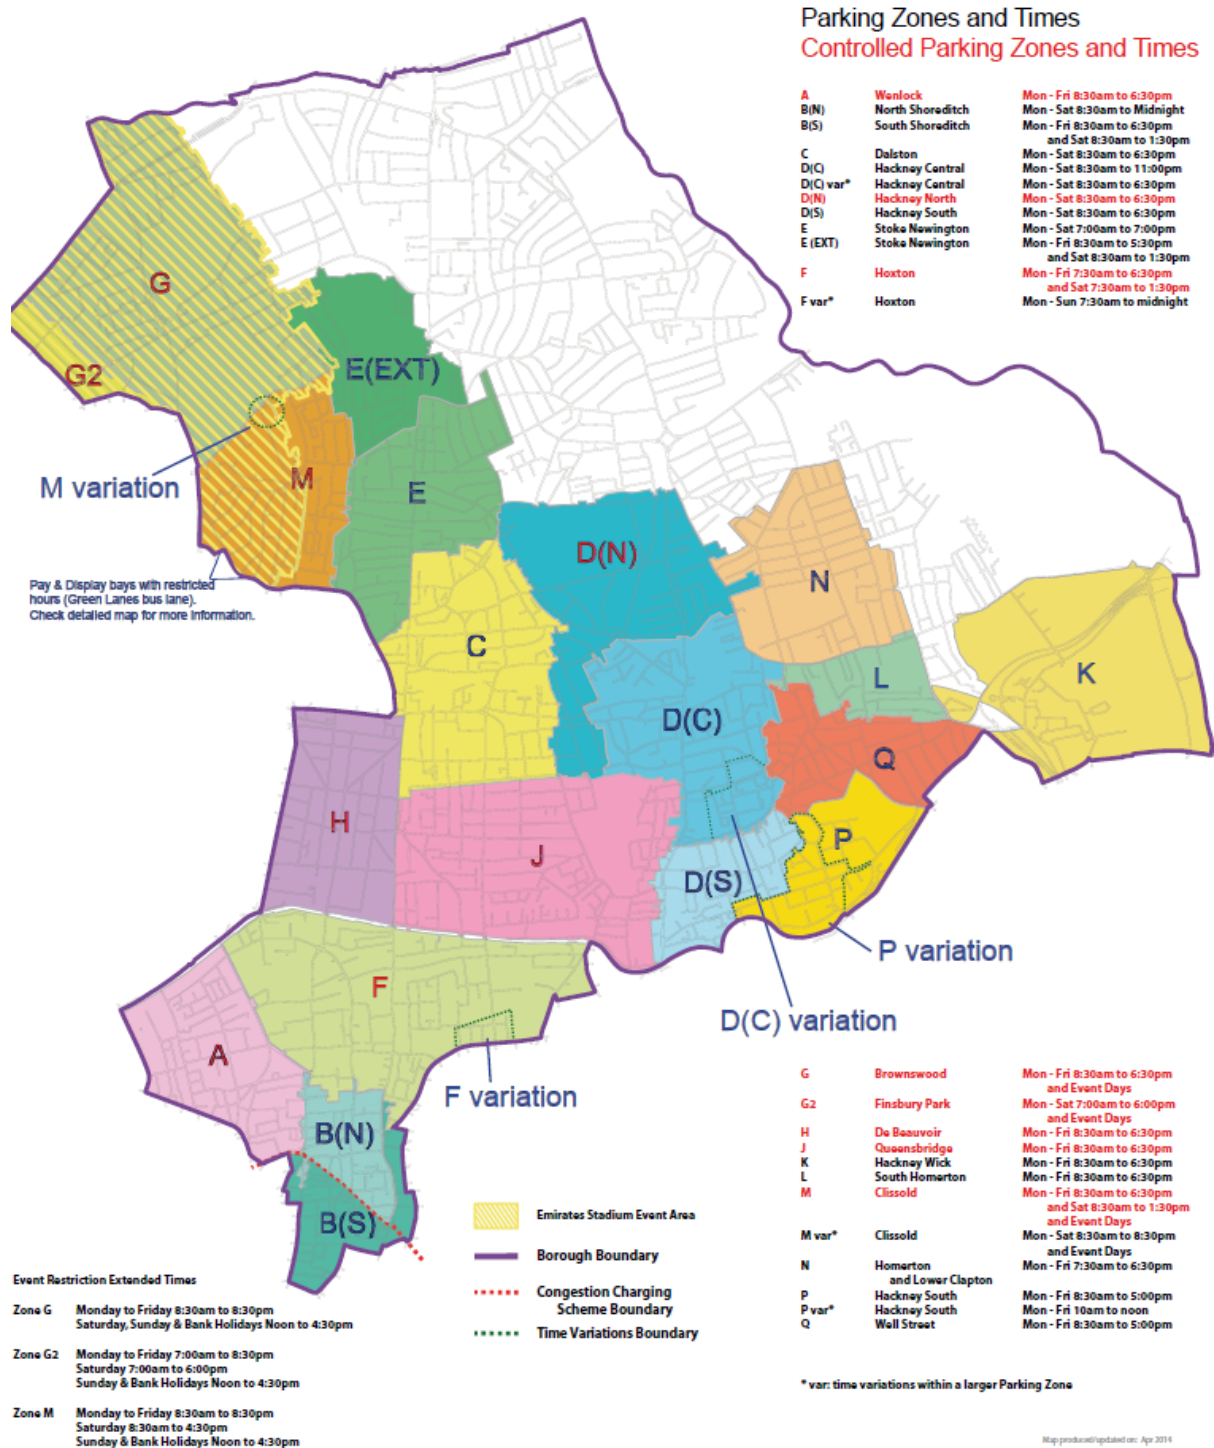 Parking Zones and Times
Controlled Parking Zones and Times
A Wenlock Mon - Fri 8:30am to 6:30pm
B(N) North Shoreditch Mon - Sat 8:30am to Midnight
B(S) South Shoreditch Mon - Fri 8:30am to 6:30pm
and Sat 8:30am to 1:30pm
C Dalston Mon - Sat 8:30am to 6:30pm
D(C) Hackney Central Mon - Sat 8:30am to 11:00pm
D(C) var* Hackney Central Mon - Sat 8:30am to 6:30pm
D(N) Hackney North Mon - Sat 8:30am to 6:30pm
D(S) Hackney South Mon - Sat 8:30am to 6:30pm
E Stoke Newington Mon - Sat 7:00am to 7:00pm
E (EXT) Stoke Newington Mon - Fri 8:30am to 5:30pm
and Sat 8:30am to 1:30pm
F Hoxton Mon - Fri 7:30am to 6:30pm
and Sat 7:30am to 1:30pm
F var* Hoxton Mon - Sun 7:30am to midnight
G
E(EXT)
G2
M variation
M
E
D(N)
N
Pay & Display bays with restricted
hours (Green Lanes bus lane).
Check detailed map for more information.
C
L
K
D(C)
Q
H
J
P
D(S)
P variation
F
D(C) variation
A
F variation
B(N)
B(S)
G Brownswood Mon - Fri 8:30am to 6:30pm
and Event Days
G2 Finsbury Park Mon - Sat 7:00am to 6:00pm
and Event Days
H De Beauvoir Mon - Fri 8:30am to 6:30pm
J Queensbridge Mon - Fri 8:30am to 6:30pm
K Hackney Wick Mon - Fri 8:30am to 6:30pm
L South Homerton Mon - Fri 8:30am to 6:30pm
M Clissold Mon - Fri 8:30am to 6:30pm
and Sat 8:30am to 1:30pm
and Event Days
M var* Clissold Mon - Sat 8:30am to 8:30pm
and Event Days
N Homerton Mon - Fri 7:30am to 6:30pm
and Lower Clapton
P Hackney South Mon - Fri 8:30am to 5:00pm
P var* Hackney South Mon - Fri 10am to noon
Q Well Street Mon - Fri 8:30am to 5:00pm
* var: time variations within a larger Parking Zone
Emirates Stadium Event Area
Borough Boundary
Congestion Charging
Scheme Boundary
Time Variations Boundary
Event Restriction Extended Times
Zone G Monday to Friday 8:30am to 8:30pm
Saturday, Sunday & Bank Holidays Noon to 4:30pm
Zone G2 Monday to Friday 7:00am to 8:30pm
Saturday 7:00am to 6:00pm
Sunday & Bank Holidays Noon to 4:30pm
Zone M Monday to Friday 8:30am to 8:30pm
Saturday 8:30am to 4:30pm
Sunday & Bank Holidays Noon to 4:30pm
Map produced/updated on: Apr 2014